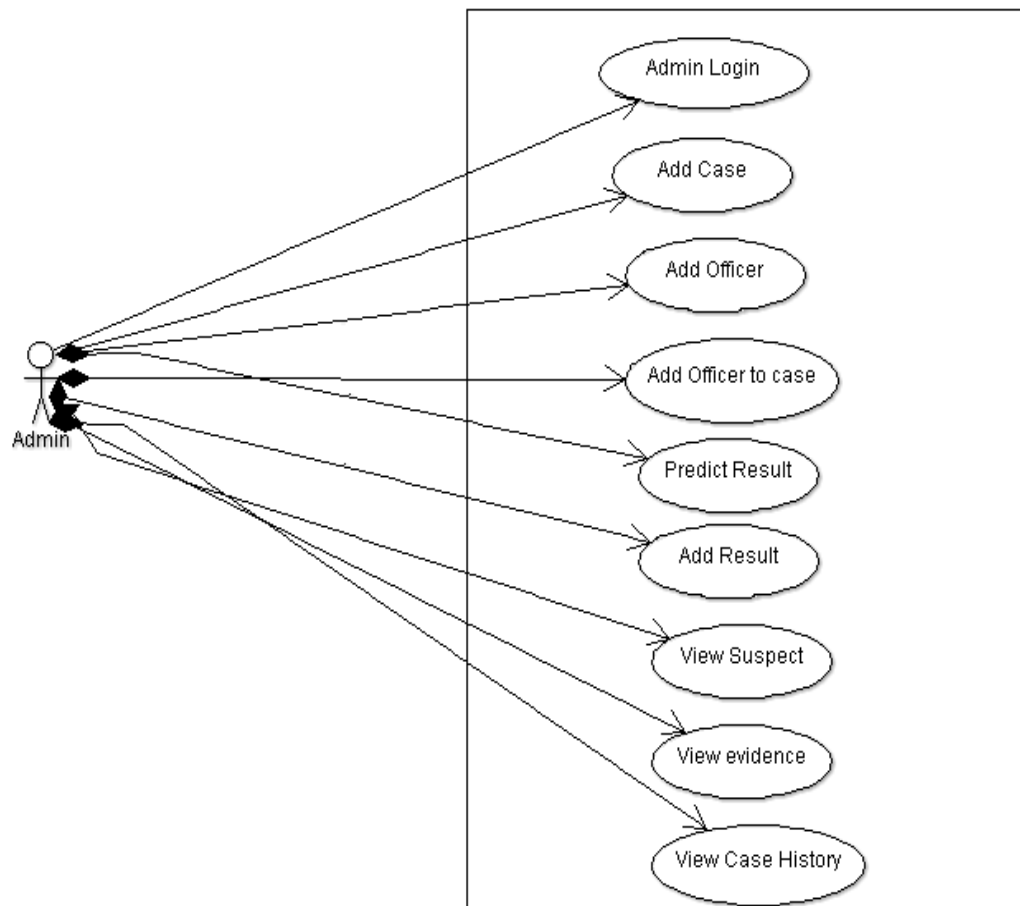 Admin Login
Add Case
Add Officer
Add Officer to case
Admin
Predict Result
Add Result
View Suspect
View evidence
View Case History